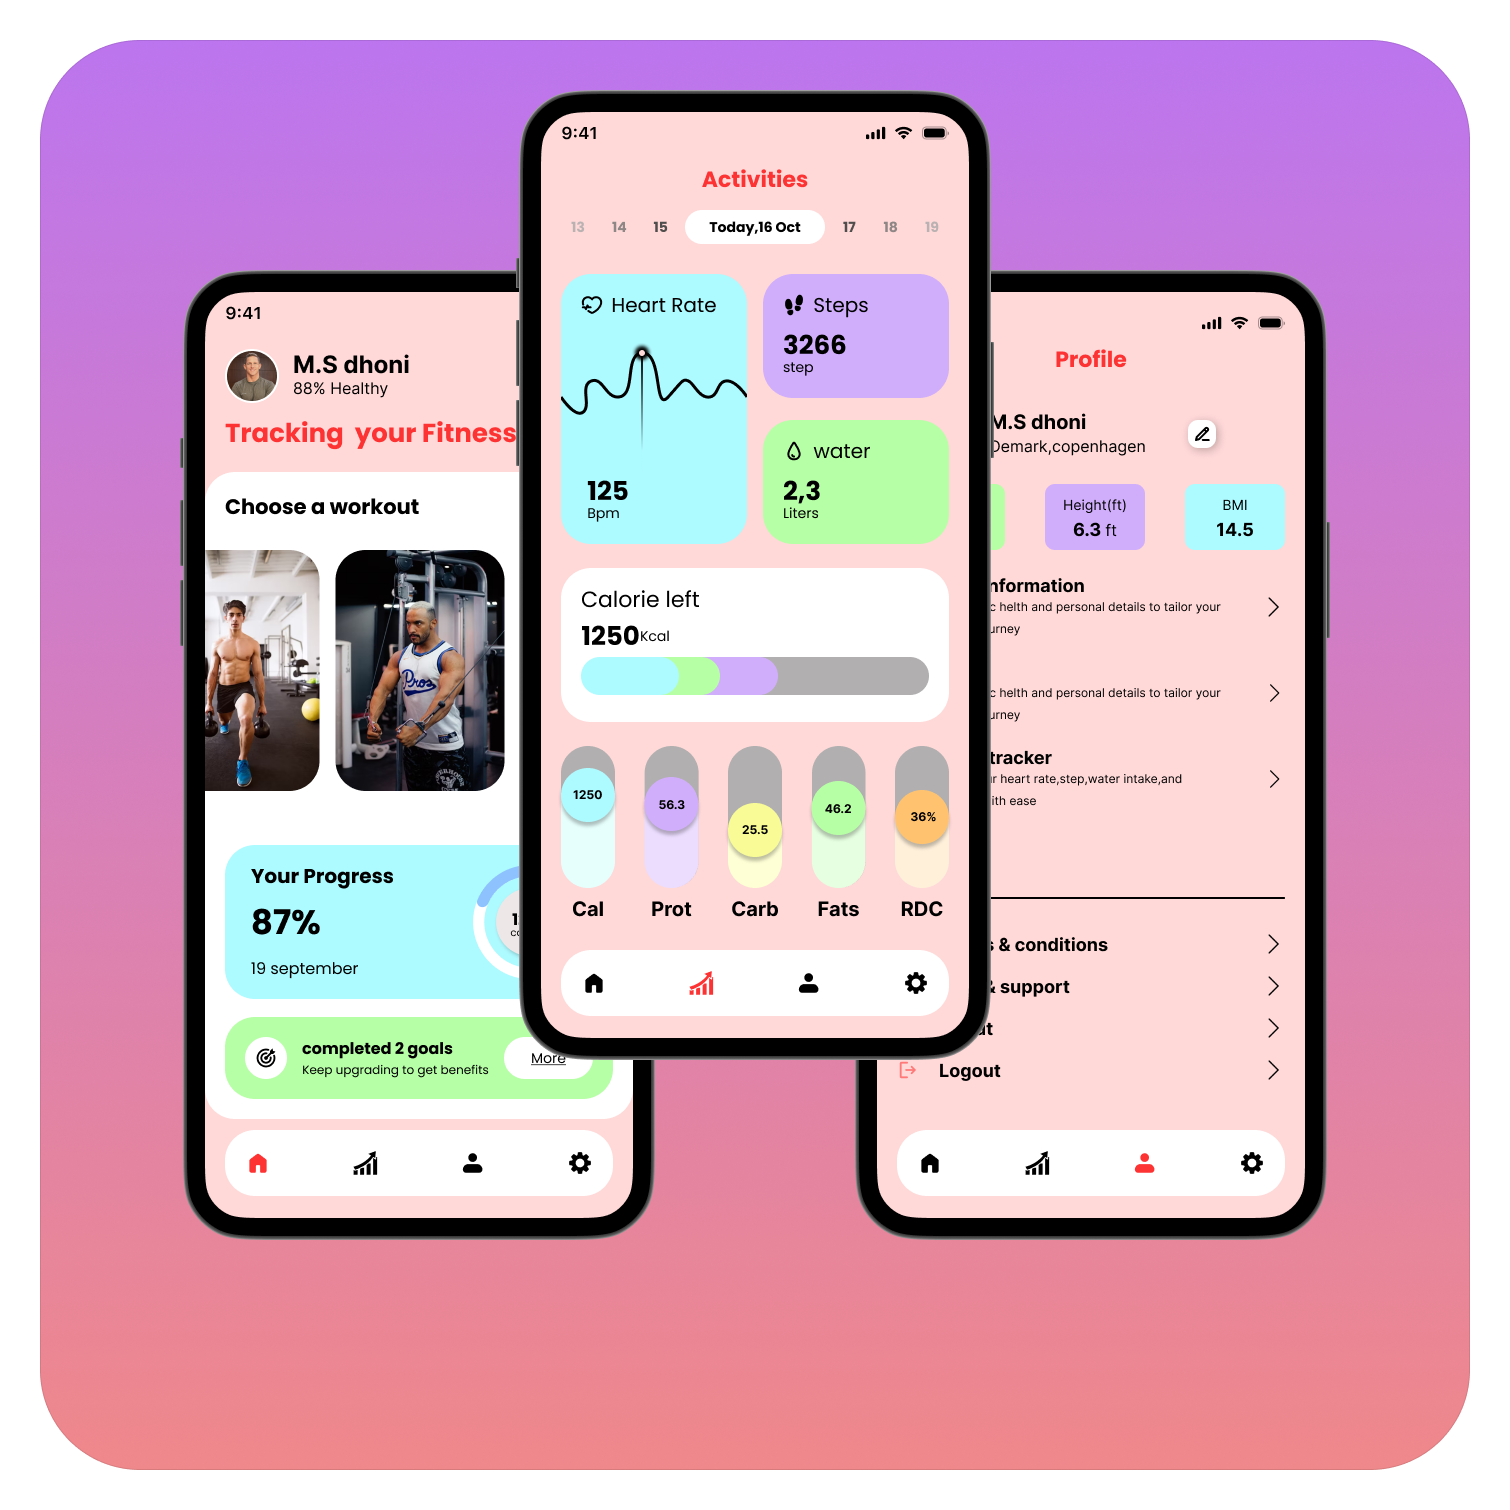 9:41
M.S dhoni
88% Healthy
Tracking your Fitness
Choose a workout
Pros
Your Progress
87%
19 september
completed 2 goals
Keep upgrading to get benefits
More
9:41
Activities
13 14 15 Today,16 Oct 17 18 19
Heart Rate
125
Bpm
Steps
3266
step
water
2,3
Liters
Calorie left
1250Kcal
1250 56.3 25.5 46.2 36%
Cal Prot Carb Fats RDC
Profile
M.S dhoni
Demark,copenhagen
Height(ft)
6.3 ft
BMI
14.5
nformation
c helth and personal details to tailor your
urney
c helth and personal details to tailor your
urney
tracker
ur heart rate,step,water intake,and
ith ease
s & conditions
& support
ut
Logout